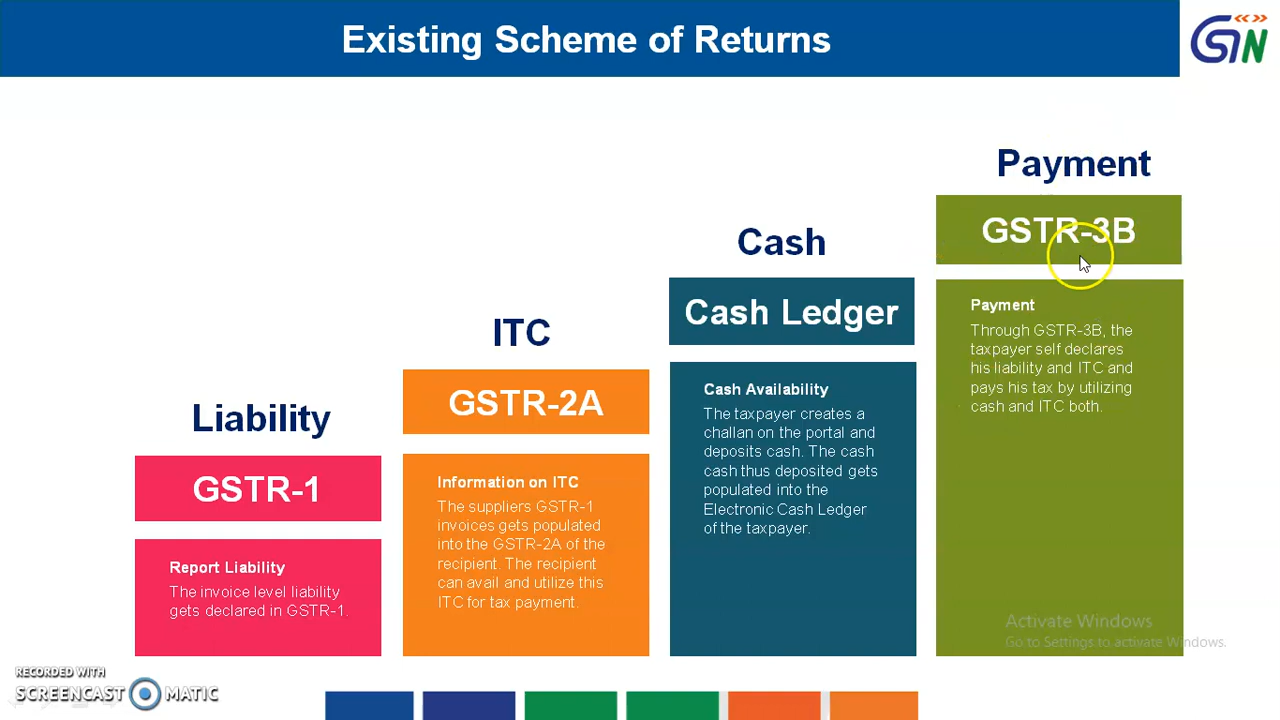 Existing Scheme of Returns
GSTN
Payment
GSTR-3B
Payment
Through GSTR-3B, the
taxpayer self declares
his liability and ITC and
pays his tax by utilizing
cash and ITC both.
Cash
Cash Ledger
Cash Availability
The taxpayer creates a
challan on the portal and
deposits cash. The cash
cash thus deposited gets
populated into the
Electronic Cash Ledger
of the taxpayer.
ITC
GSTR-2A
Information on ITC
The suppliers GSTR-1
invoices gets populated
into the GSTR-2A of the
recipient. The recipient
can avail and utilize this
ITC for tax payment.
Liability
GSTR-1
Report Liability
The invoice level liability
gets declared in GSTR-1.
Activate Windows
Go to Settings to activate Windows.
RECORDED WITH
SCREENCAST MATIC